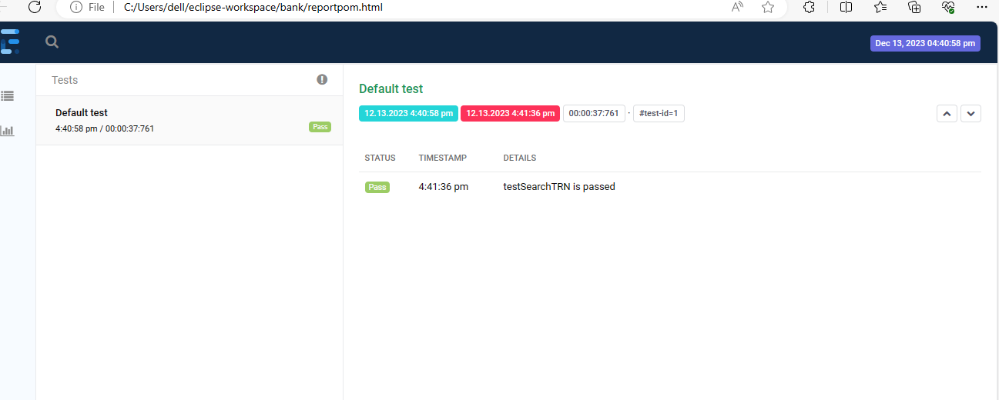 File C:/Users/dell/eclipse-workspace/bank/reportpom.html
Dec 13, 2023 04:40:58 pm
Tests
Default test
4:40:58 pm / 00:00:37:761 Pass
Default test
12.13.2023 4:40:58 pm 12.13.2023 4:41:36 pm 00:00:37:761 · #test-id=1
STATUS TIMESTAMP DETAILS
Pass 4:41:36 pm testSearchTRN is passed